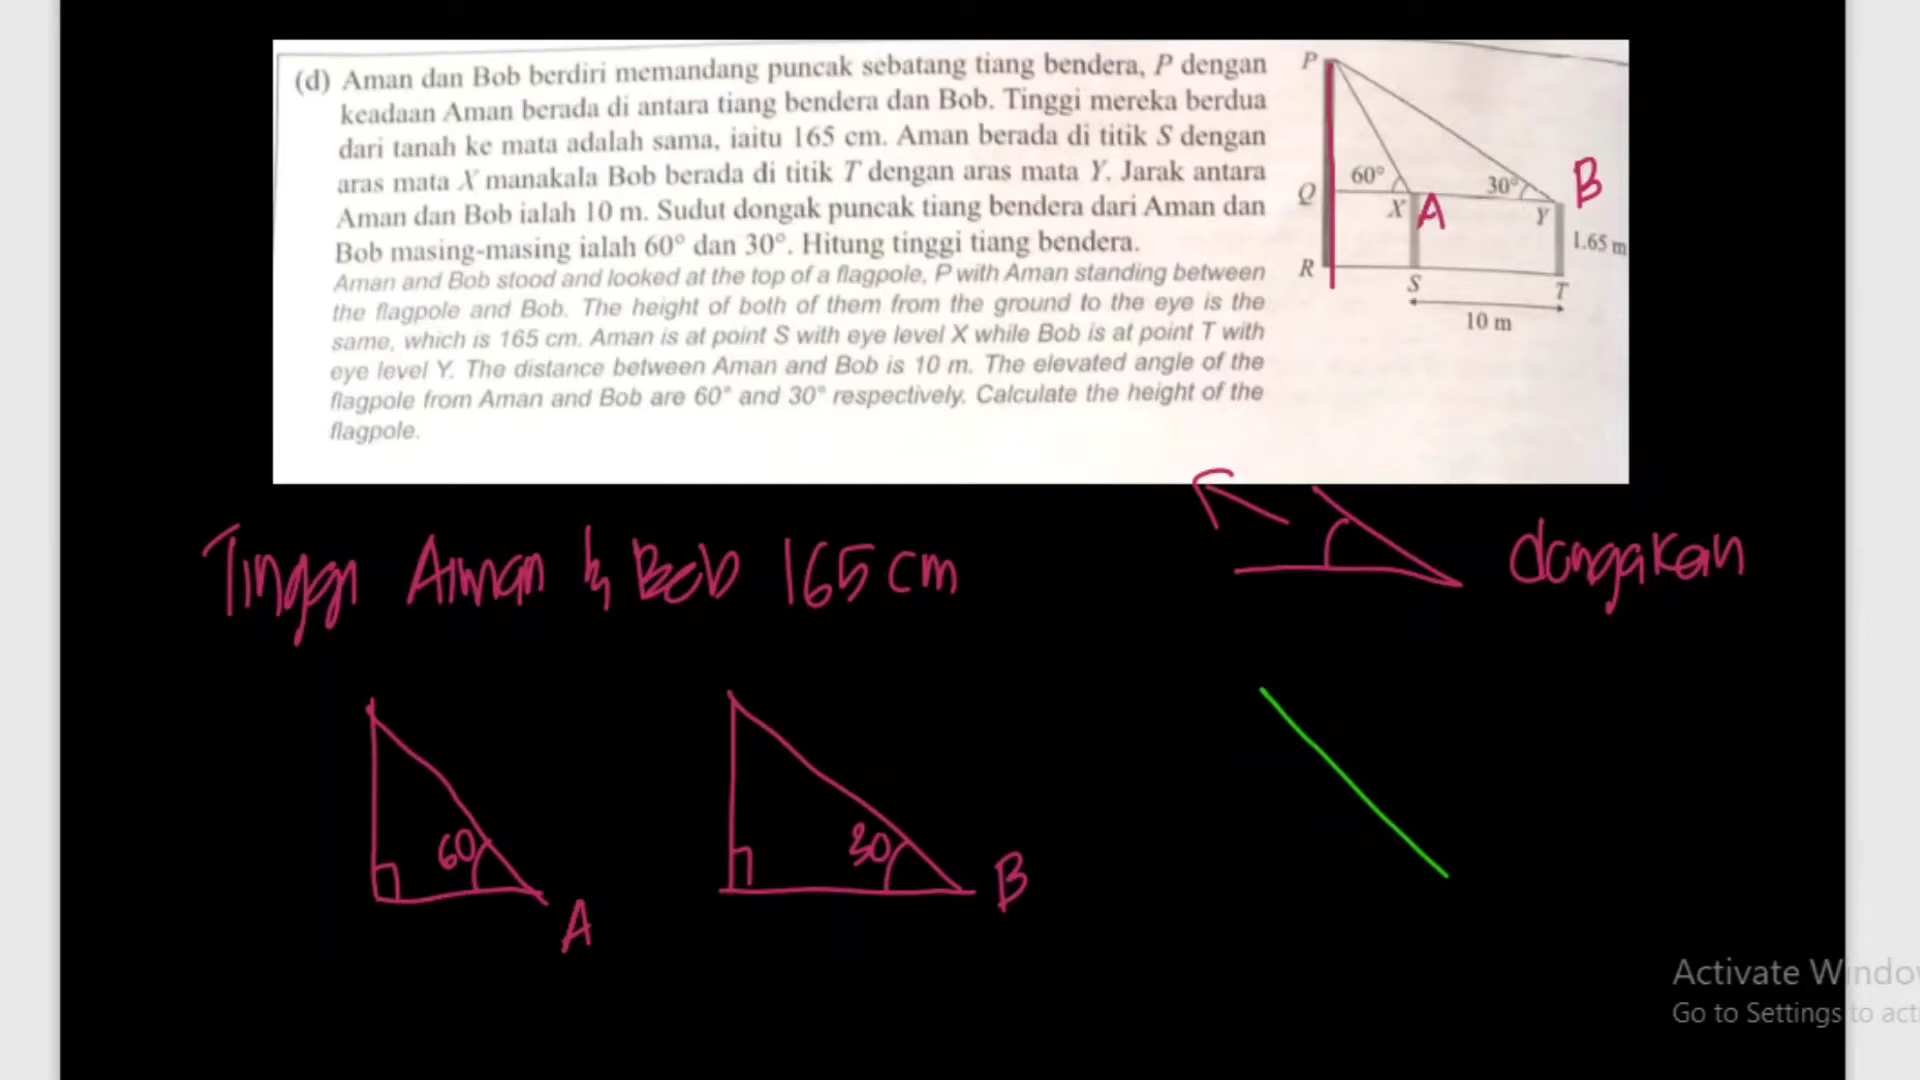 (d) Aman dan Bob berdiri memandang puncak sebatang tiang bendera, P dengan
keadaan Aman berada di antara tiang bendera dan Bob. Tinggi mereka berdua
dari tanah ke mata adalah sama, iaitu 165 cm. Aman berada di titik S dengan
aras mata X manakala Bob berada di titik T dengan aras mata Y. Jarak antara
Aman dan Bob ialah 10 m. Sudut dongak puncak tiang bendera dari Aman dan
Bob masing-masing ialah 60° dan 30°. Hitung tinggi tiang bendera.
Aman and Bob stood and looked at the top of a flagpole, P with Aman standing between
the flagpole and Bob. The height of both of them from the ground to the eye is the
same, which is 165 cm. Aman is at point S with eye level X while Bob is at point T with
eye level Y. The distance between Aman and Bob is 10 m. The elevated angle of the
flagpole from Aman and Bob are 60° and 30° respectively. Calculate the height of the
flagpole.
P
60°
30°
B
Q
X
A
Y
1.65 m
R
S
T
10 m
Tinggi Aman & Bob 165 cm
dongakan
60
A
30
B
Activate Window
Go to Settings to acti